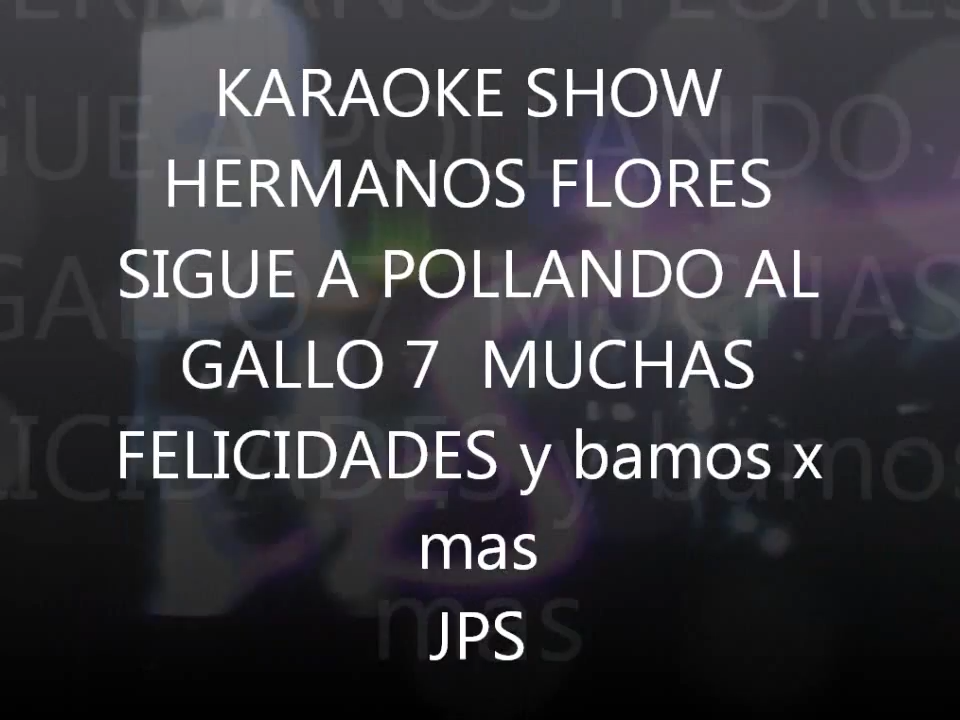 KARAOKE SHOW
HERMANOS FLORES
SIGUE A POLLANDO AL
GALLO 7  MUCHAS
FELICIDADES y bamos x
mas
JPS